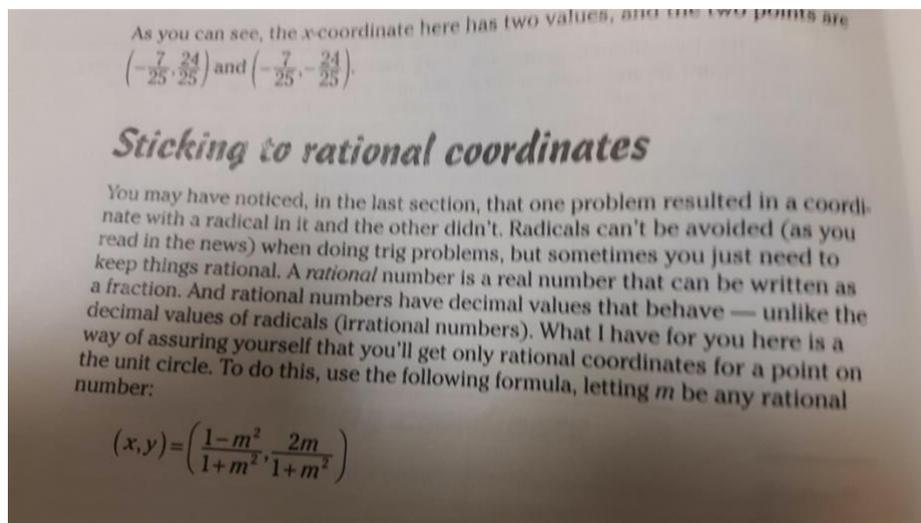 As you can see, the x-coordinate here has two values, and the two points are
(-7/25, 24/25) and (-7/25, -24/25).
Sticking to rational coordinates
You may have noticed, in the last section, that one problem resulted in a coordi-
nate with a radical in it and the other didn't. Radicals can't be avoided (as you
read in the news) when doing trig problems, but sometimes you just need to
keep things rational. A rational number is a real number that can be written as
a fraction. And rational numbers have decimal values that behave — unlike the
decimal values of radicals (irrational numbers). What I have for you here is a
way of assuring yourself that you'll get only rational coordinates for a point on
the unit circle. To do this, use the following formula, letting m be any rational
number:
(x,y)=((1-m²)/(1+m²), 2m/(1+m²))